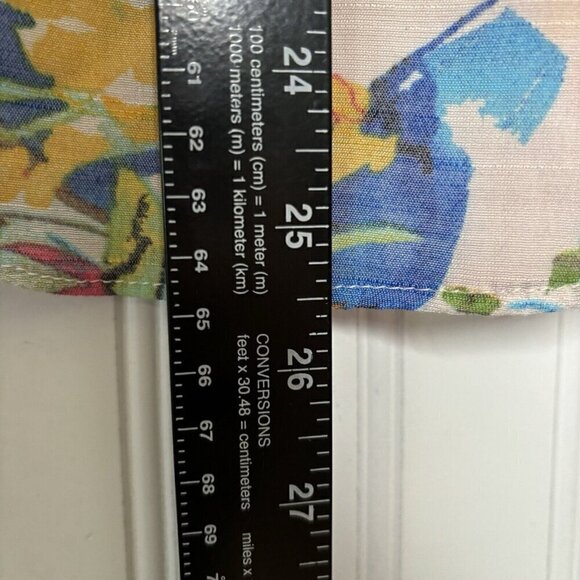 24
25
26
27
100 centimeters (cm) = 1 meter (m)
1000 meters (m) = 1 kilometer (km)
CONVERSIONS
feet x 30.48 = centimeters
miles x
61
62
63
64
65
66
67
68
69